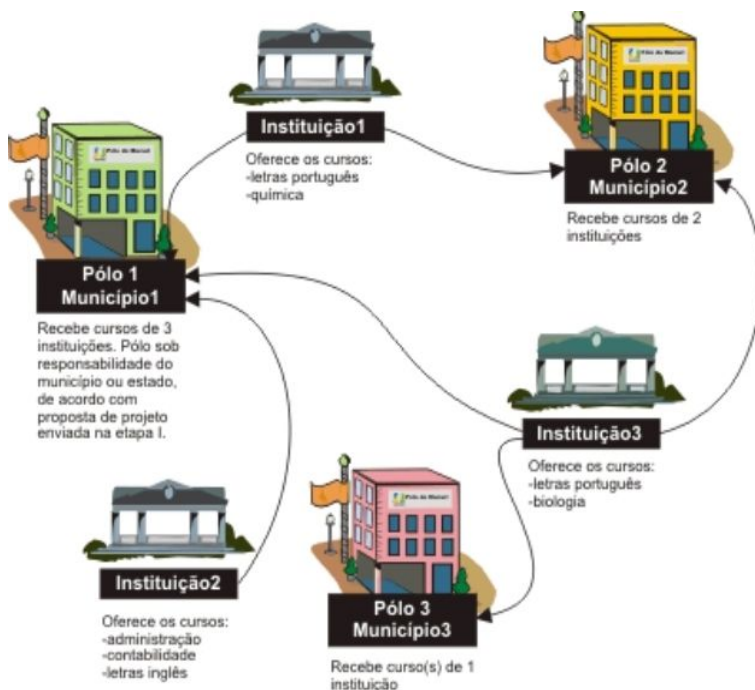 Instituição1
Oferece os cursos:
-letras português
-química
Pólo 2
Município2
Recebe cursos de 2
instituições
Pólo 1
Município1
Recebe cursos de 3
instituições. Pólo sob
responsabilidade do
município ou estado,
de acordo com
proposta de projeto
enviada na etapa I.
Instituição3
Oferece os cursos:
-letras português
-biologia
Instituição2
Oferece os cursos:
-administração
-contabilidade
-letras inglês
Pólo 3
Município3
Recebe curso(s) de 1
instituição